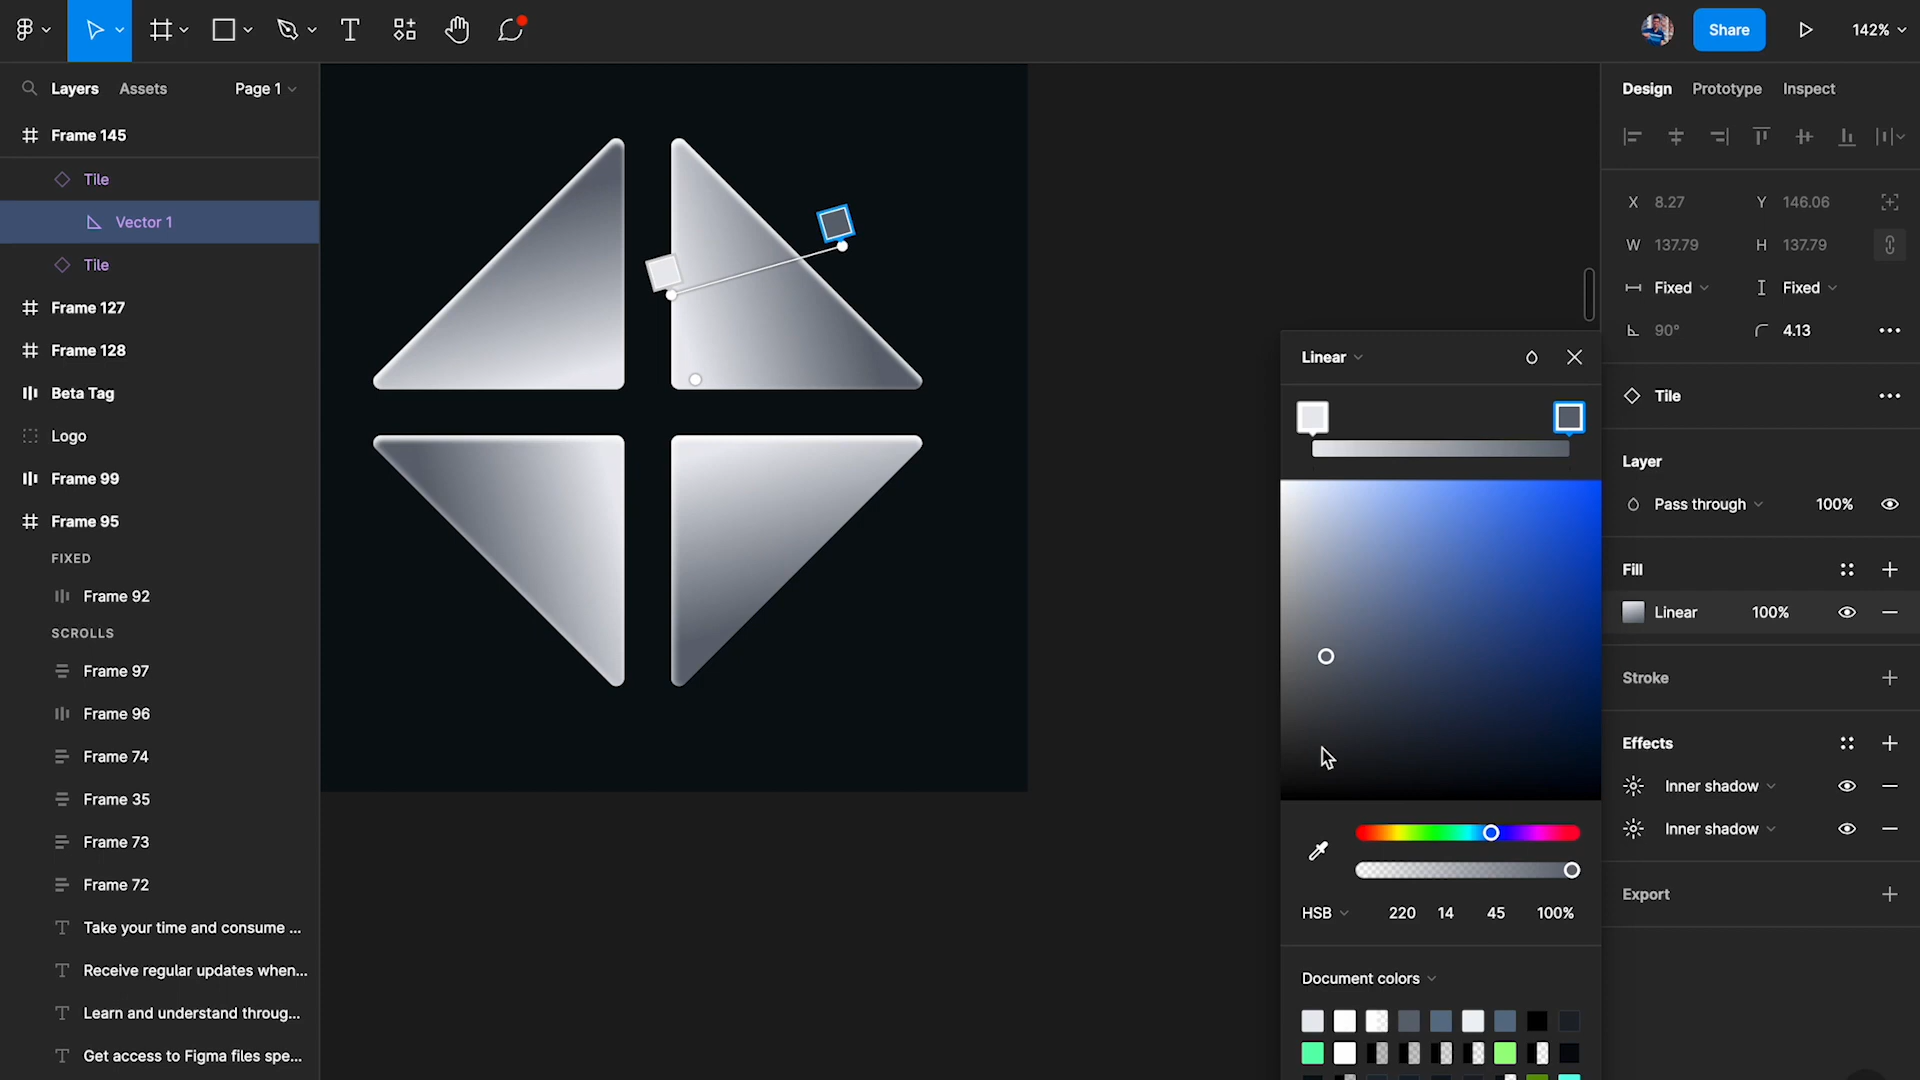 Share
142%
Layers
Assets
Page 1
Frame 145
Tile
Vector 1
Tile
Frame 127
Frame 128
Beta Tag
Logo
Frame 99
Frame 95
FIXED
Frame 92
SCROLLS
Frame 97
Frame 96
Frame 74
Frame 35
Frame 73
Frame 72
Take your time and consume ...
Receive regular updates when...
Learn and understand throug...
Get access to Figma files spe...
Linear
HSB 220 14 45 100%
Document colors
Design Prototype Inspect
X 8.27 Y 146.06
W 137.79 H 137.79
Fixed Fixed
90° 4.13
Tile
Layer
Pass through 100%
Fill
Linear 100%
Stroke
Effects
Inner shadow
Inner shadow
Export